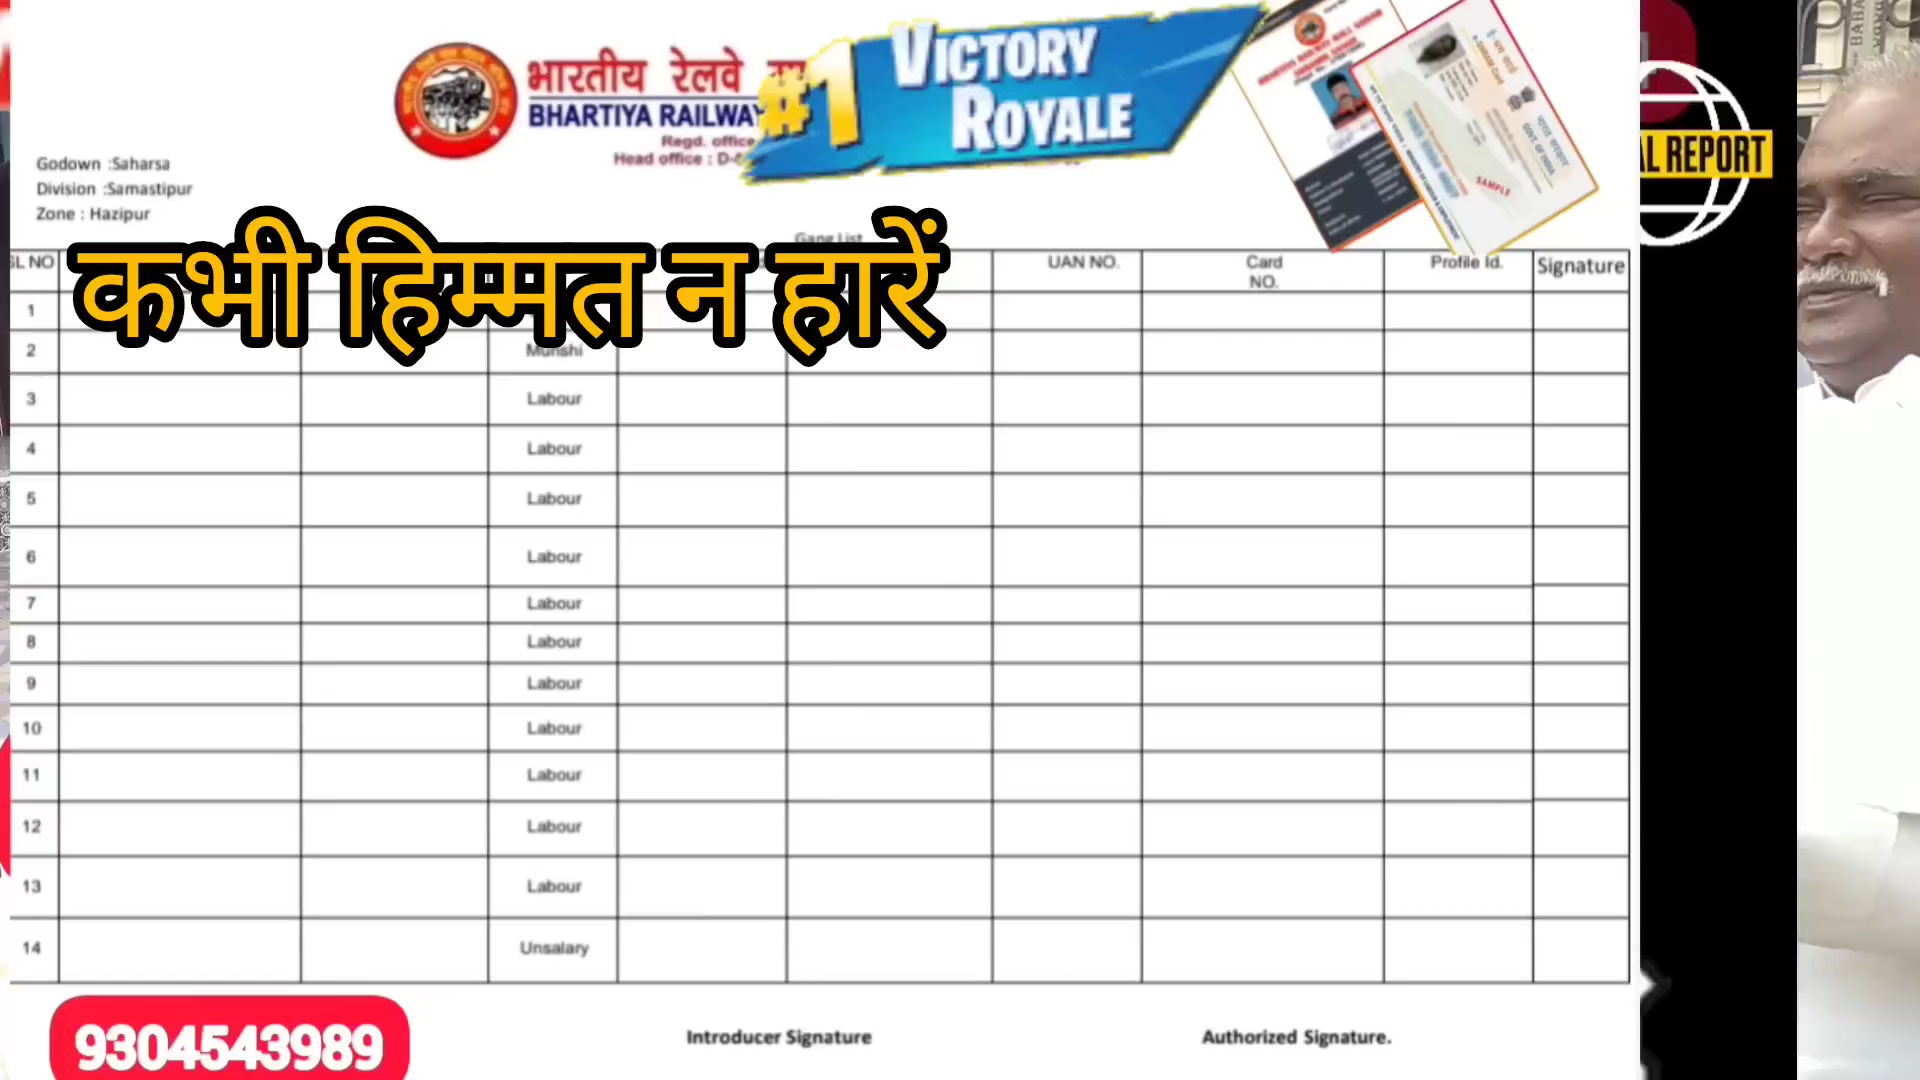 भारतीय रेलवे
BHARTIYA RAILWAY
Regd. office
Head office : D-
#1 VICTORY
ROYALE
AL REPORT
Godown :Saharsa
Division :Samastipur
Zone : Hazipur
कभी हिम्मत न हारें
Gang List
SL NO UAN NO. Card NO. Profile Id. Signature
1
2 Munshi
3 Labour
4 Labour
5 Labour
6 Labour
7 Labour
8 Labour
9 Labour
10 Labour
11 Labour
12 Labour
13 Labour
14 Unsalary
9304543989
Introducer Signature
Authorized Signature.
SAMPLE